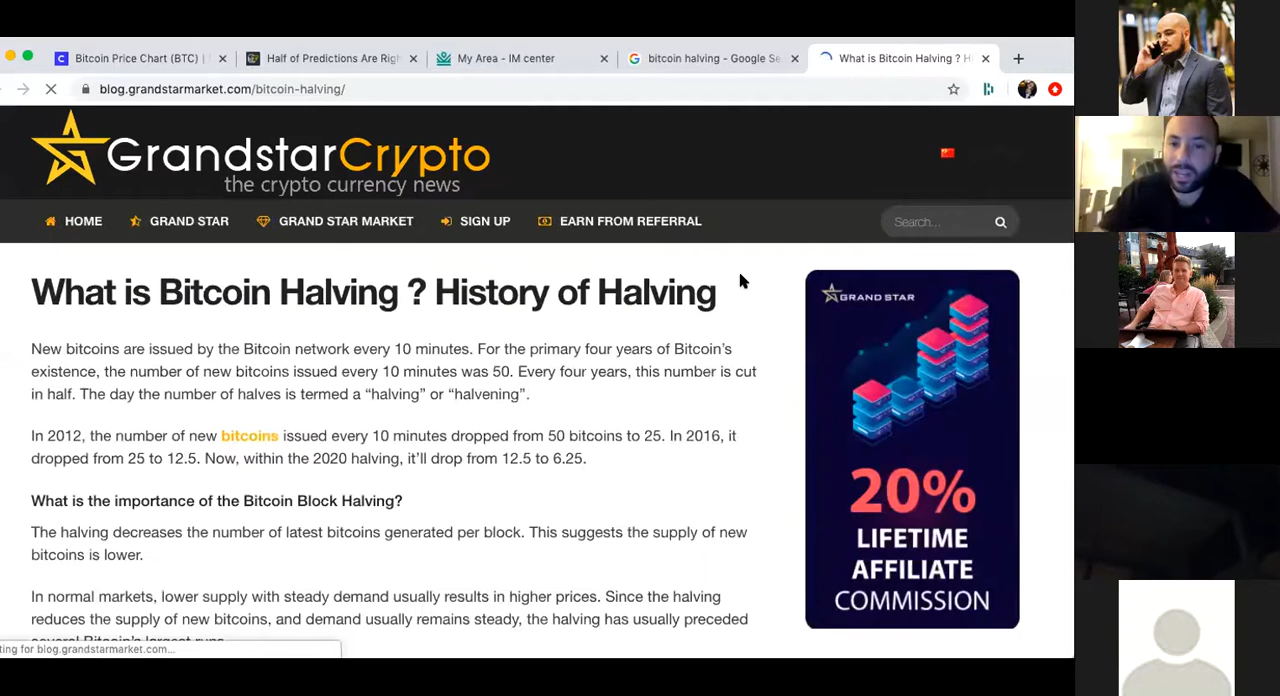 Bitcoin Price Chart (BTC) |
Half of Predictions Are Righ
My Area - IM center
bitcoin halving - Google Se
What is Bitcoin Halving ? H
blog.grandstarmarket.com/bitcoin-halving/
GrandstarCrypto
the crypto currency news
HOME
GRAND STAR
GRAND STAR MARKET
SIGN UP
EARN FROM REFERRAL
Search...
What is Bitcoin Halving ? History of Halving
New bitcoins are issued by the Bitcoin network every 10 minutes. For the primary four years of Bitcoin's
existence, the number of new bitcoins issued every 10 minutes was 50. Every four years, this number is cut
in half. The day the number of halves is termed a “halving” or “halvening”.
In 2012, the number of new bitcoins issued every 10 minutes dropped from 50 bitcoins to 25. In 2016, it
dropped from 25 to 12.5. Now, within the 2020 halving, it'll drop from 12.5 to 6.25.
What is the importance of the Bitcoin Block Halving?
The halving decreases the number of latest bitcoins generated per block. This suggests the supply of new
bitcoins is lower.
In normal markets, lower supply with steady demand usually results in higher prices. Since the halving
reduces the supply of new bitcoins, and demand usually remains steady, the halving has usually preceded
several Bitcoin's largest runs.
ting for blog.grandstarmarket.com...
GRAND STAR
20%
LIFETIME
AFFILIATE
COMMISSION